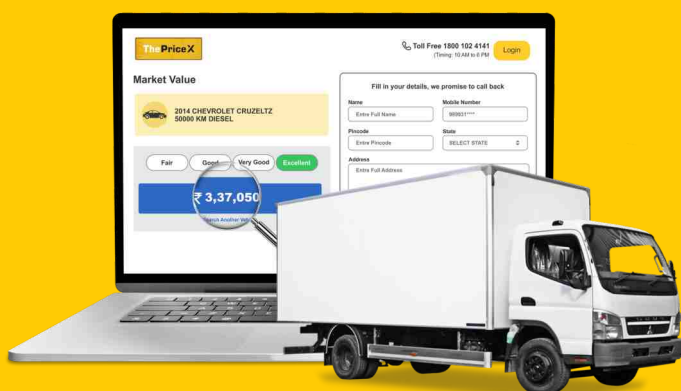 ThePriceX
Toll Free 1800 102 4141
(Timing: 10 AM to 6 PM
Login
Market Value
2014 CHEVROLET CRUZELTZ
50000 KM DIESEL
Fair
Good
Very Good
Excellent
₹ 3,37,050
Fill in your details, we promise to call back
Name
Mobile Number
Entre Full Name
Pincode
State
Entre Pincode
SELECT STATE
Address
Entre Full Address